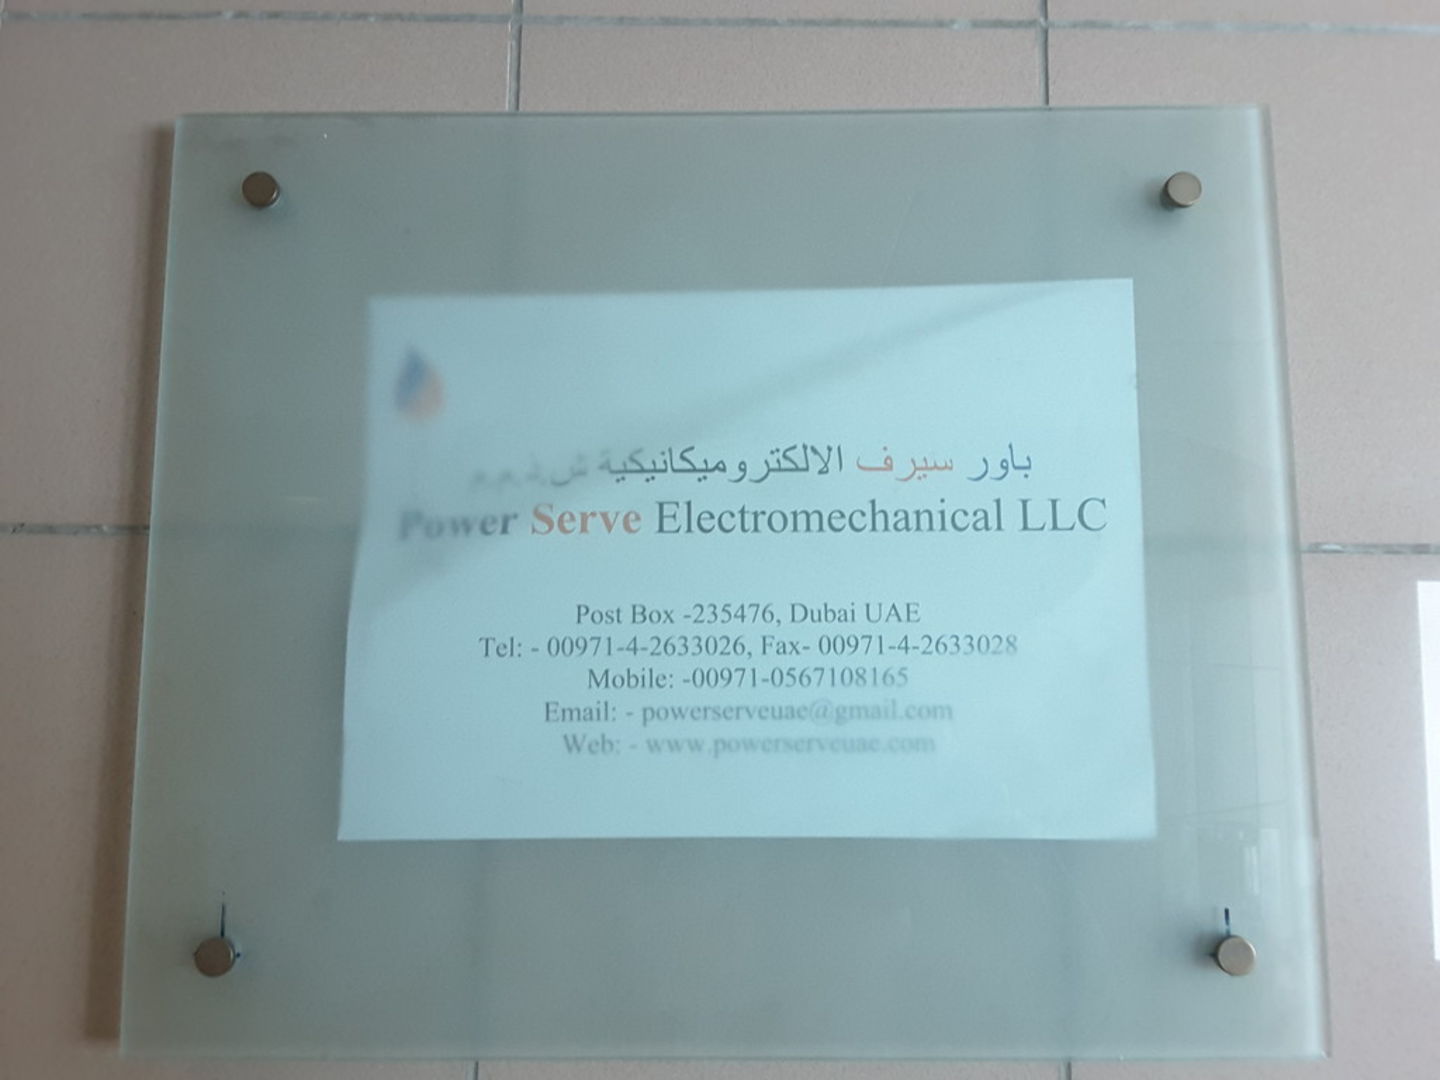 باور سيرف الالكتروميكانيكية ش.ذ.م.م
Power Serve Electromechanical LLC
Post Box -235476, Dubai UAE
Tel: - 00971-4-2633026, Fax- 00971-4-2633028
Mobile: -00971-0567108165
Email: - powerserveuae@gmail.com
Web: - www.powerserveuae.com